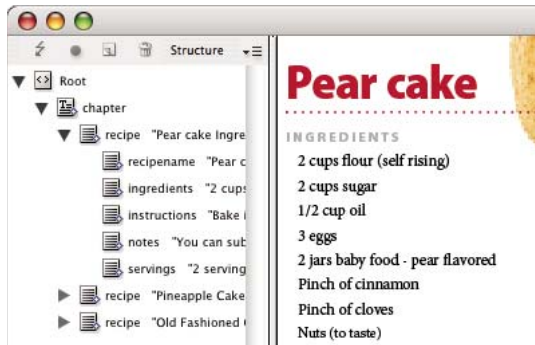 Structure
Root
chapter
recipe "Pear cake Ingre
recipename "Pear c
ingredients "2 cups
instructions "Bake i
notes "You can sub
servings "2 serving
recipe "Pineapple Cake
recipe "Old Fashioned
Pear cake
INGREDIENTS
2 cups flour (self rising)
2 cups sugar
1/2 cup oil
3 eggs
2 jars baby food - pear flavored
Pinch of cinnamon
Pinch of cloves
Nuts (to taste)